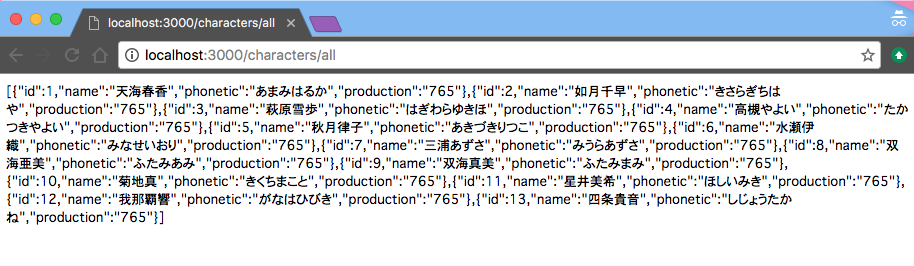 localhost:3000/characters/all
localhost:3000/characters/all
[{"id":1,"name":"天海春香","phonetic":"あまみはるか","production":"765"},{"id":2,"name":"如月千早","phonetic":"きさらぎちは
や","production":"765"},{"id":3,"name":"萩原雪歩","phonetic":"はぎわらゆきほ","production":"765"},{"id":4,"name":"高槻やよい","phonetic":"たか
つきやよい","production":"765"},{"id":5,"name":"秋月律子","phonetic":"あきづきりつこ","production":"765"},{"id":6,"name":"水瀬伊
織","phonetic":"みなせいおり","production":"765"},{"id":7,"name":"三浦あずさ","phonetic":"みうらあずさ","production":"765"},{"id":8,"name":"双
海亜美","phonetic":"ふたみあみ","production":"765"},{"id":9,"name":"双海真美","phonetic":"ふたみまみ","production":"765"},
{"id":10,"name":"菊地真","phonetic":"きくちまこと","production":"765"},{"id":11,"name":"星井美希","phonetic":"ほしいみき","production":"765"},
{"id":12,"name":"我那覇響","phonetic":"がなはひびき","production":"765"},{"id":13,"name":"四条貴音","phonetic":"しじょうたか
ね","production":"765"}]